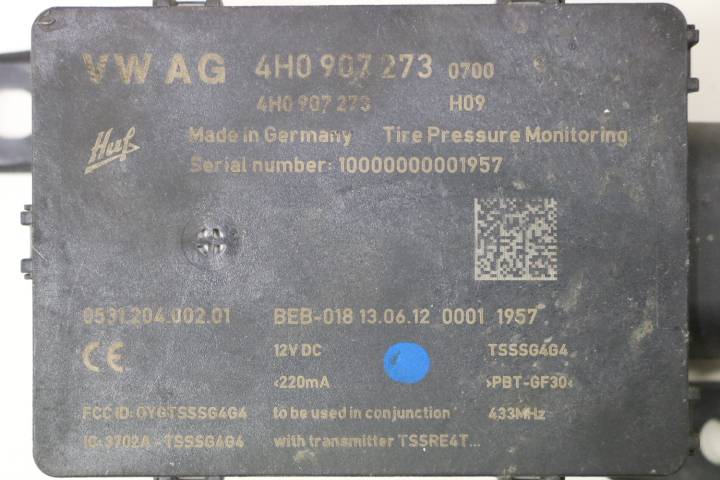 VW AG 4H0 907 273 0700
4H0 907 273 H09
Huf Made in Germany Tire Pressure Monitoring
Serial number: 10000000001957
0531.204.002.01 BEB-018 13.06.12 0001 1957
CE 12V DC TSSSG4G4
<220mA >PBT-GF30<
FCC ID: OYGTSSSG4G4 to be used in conjunction 433MHz
IC: 3702A - TSSSG4G4 with transmitter TSSRE4T...